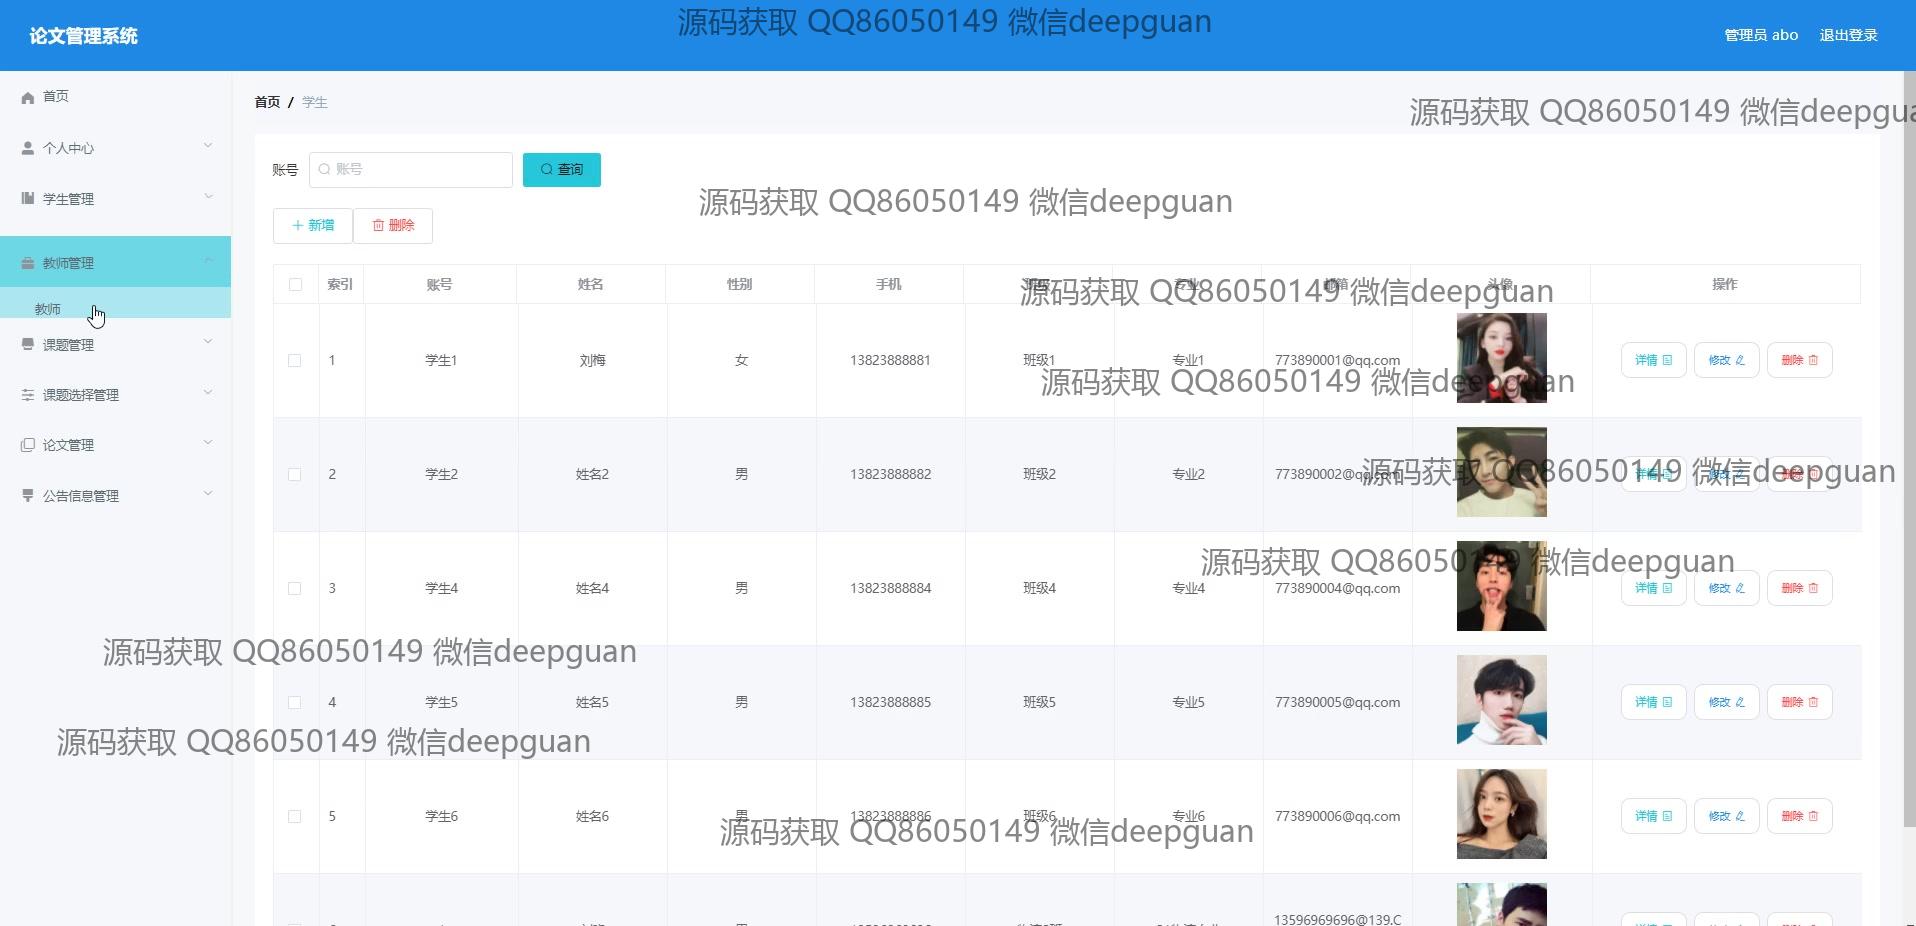 源码获取 QQ86050149 微信deepguan
论文管理系统
管理员 abo 退出登录
首页
个人中心
学生管理
教师管理
教师
课题管理
课题选择管理
论文管理
公告信息管理
首页 / 学生
源码获取 QQ86050149 微信deepgua
账号 账号 查询
源码获取 QQ86050149 微信deepguan
新增 删除
索引 账号 姓名 性别 手机 班级 专业 邮箱 头像 操作
源码获取 QQ86050149 微信deepguan
1 学生1 刘梅 女 13823888881 班级1 专业1 773890001@qq.com 详情 修改 删除
源码获取 QQ86050149 微信deepguan
2 学生2 姓名2 男 13823888882 班级2 专业2 773890002@qq.com 详情 修改 删除
源码获取 QQ86050149 微信deepguan
源码获取 QQ86050149 微信deepguan
3 学生4 姓名4 男 13823888884 班级4 专业4 773890004@qq.com 详情 修改 删除
源码获取 QQ86050149 微信deepguan
4 学生5 姓名5 男 13823888885 班级5 专业5 773890005@qq.com 详情 修改 删除
源码获取 QQ86050149 微信deepguan
5 学生6 姓名6 男 13823888886 班级6 专业6 773890006@qq.com 详情 修改 删除
源码获取 QQ86050149 微信deepguan
13596969696@139.C